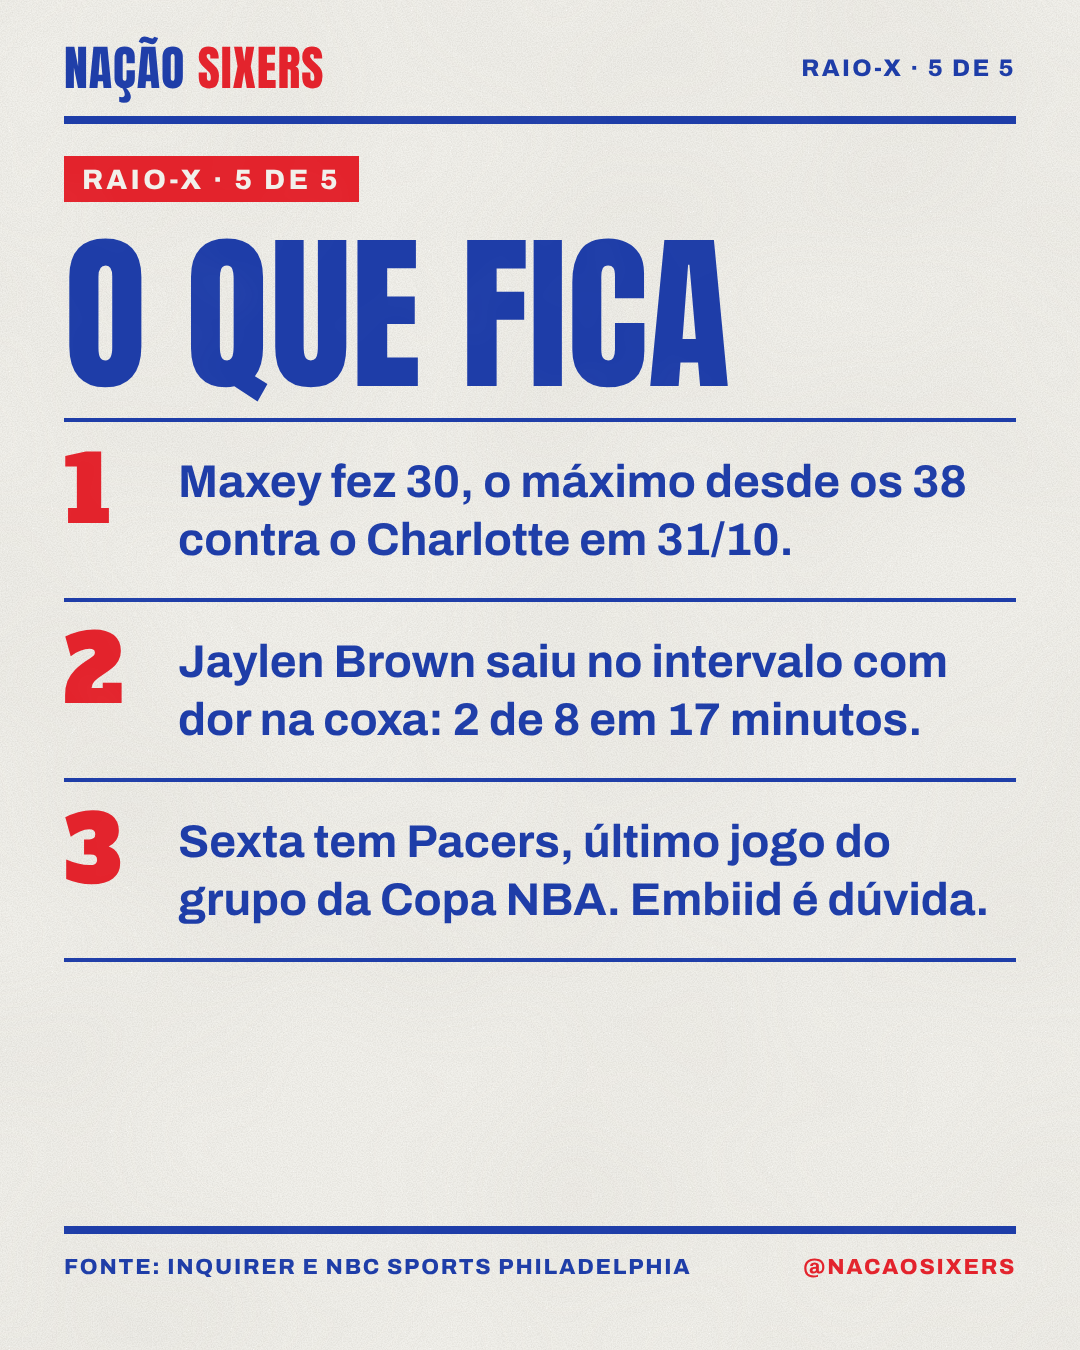 NAÇÃO SIXERS
RAIO-X · 5 DE 5
RAIO-X · 5 DE 5
O QUE FICA
1
Maxey fez 30, o máximo desde os 38
contra o Charlotte em 31/10.
2
Jaylen Brown saiu no intervalo com
dor na coxa: 2 de 8 em 17 minutos.
3
Sexta tem Pacers, último jogo do
grupo da Copa NBA. Embiid é dúvida.
FONTE: INQUIRER E NBC SPORTS PHILADELPHIA
@NACAOSIXERS